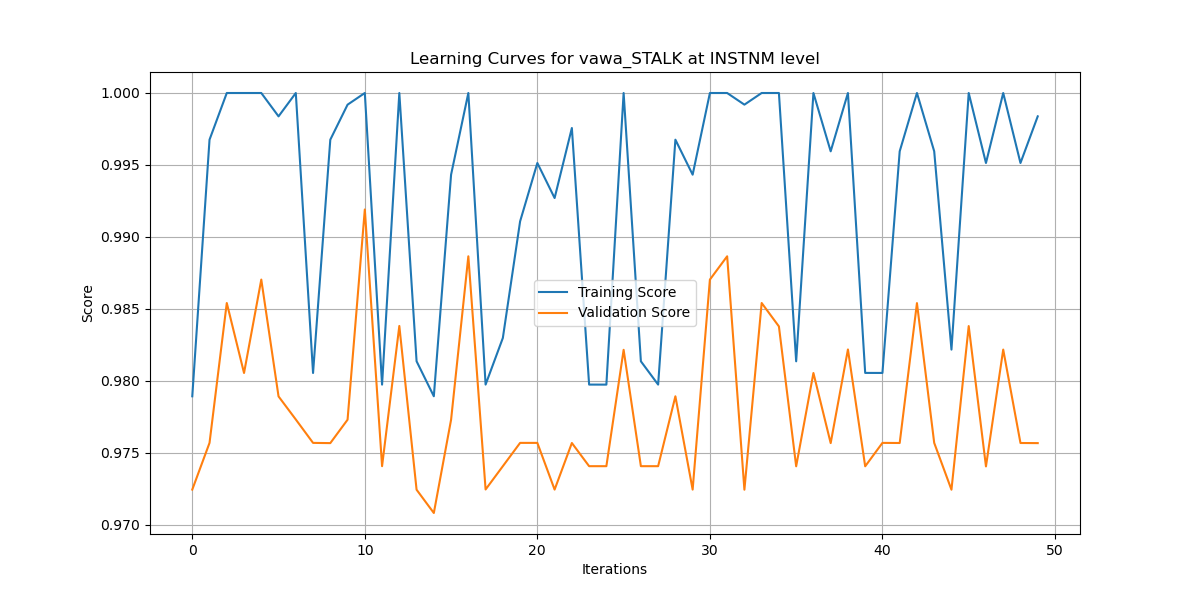 Learning Curves for vawa_STALK at INSTNM level
1.000
0.995
0.990
0.985
0.980
0.975
0.970
Score
Training Score
Validation Score
0 10 20 30 40 50
Iterations